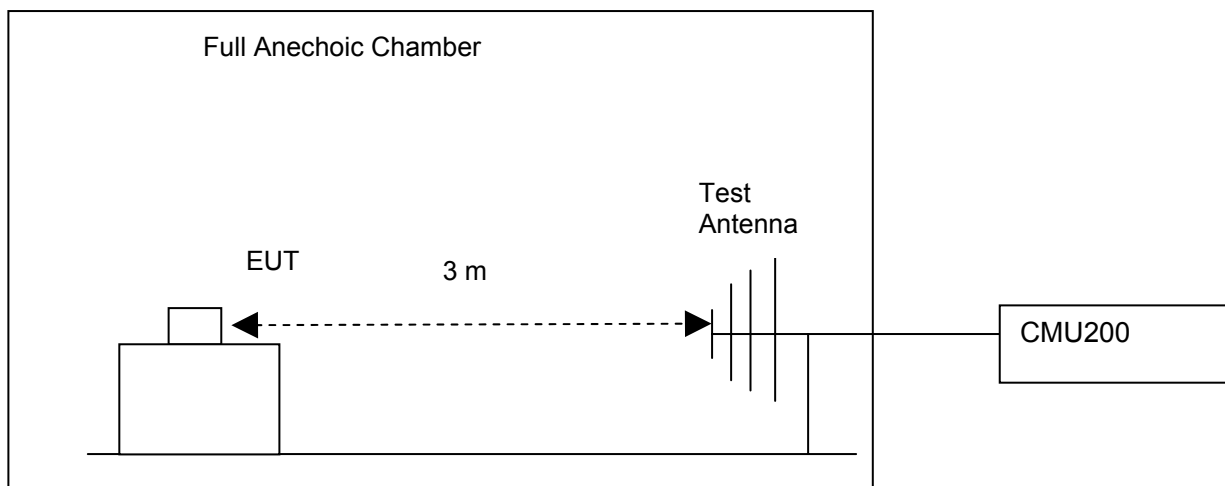 Full Anechoic Chamber
Test
Antenna
EUT
3 m
CMU200